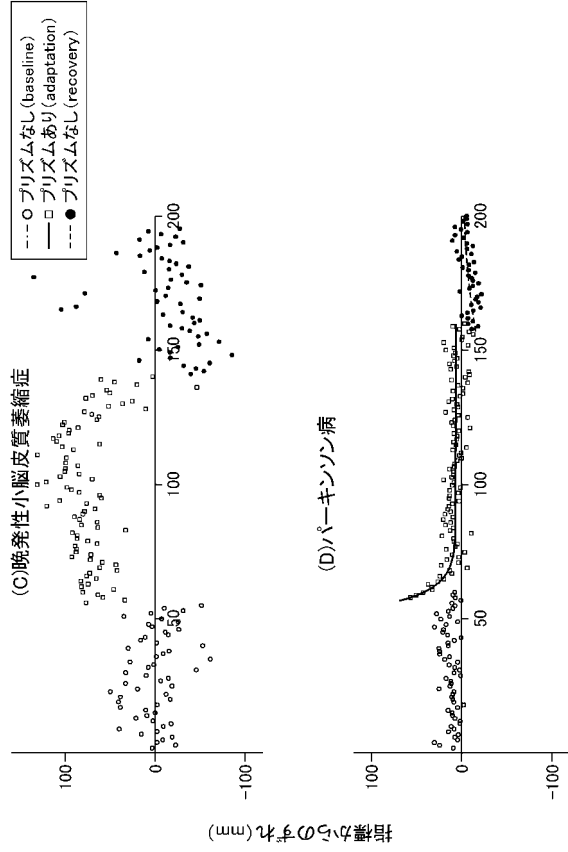 (C)晩発性小脳皮質萎縮症
プリズムなし(baseline)
プリズムあり(adaptation)
プリズムなし(recovery)
100
0
-100
50
100
150
200
(D)パーキンソン病
100
0
-100
50
100
150
200
指標からのずれ(mm)